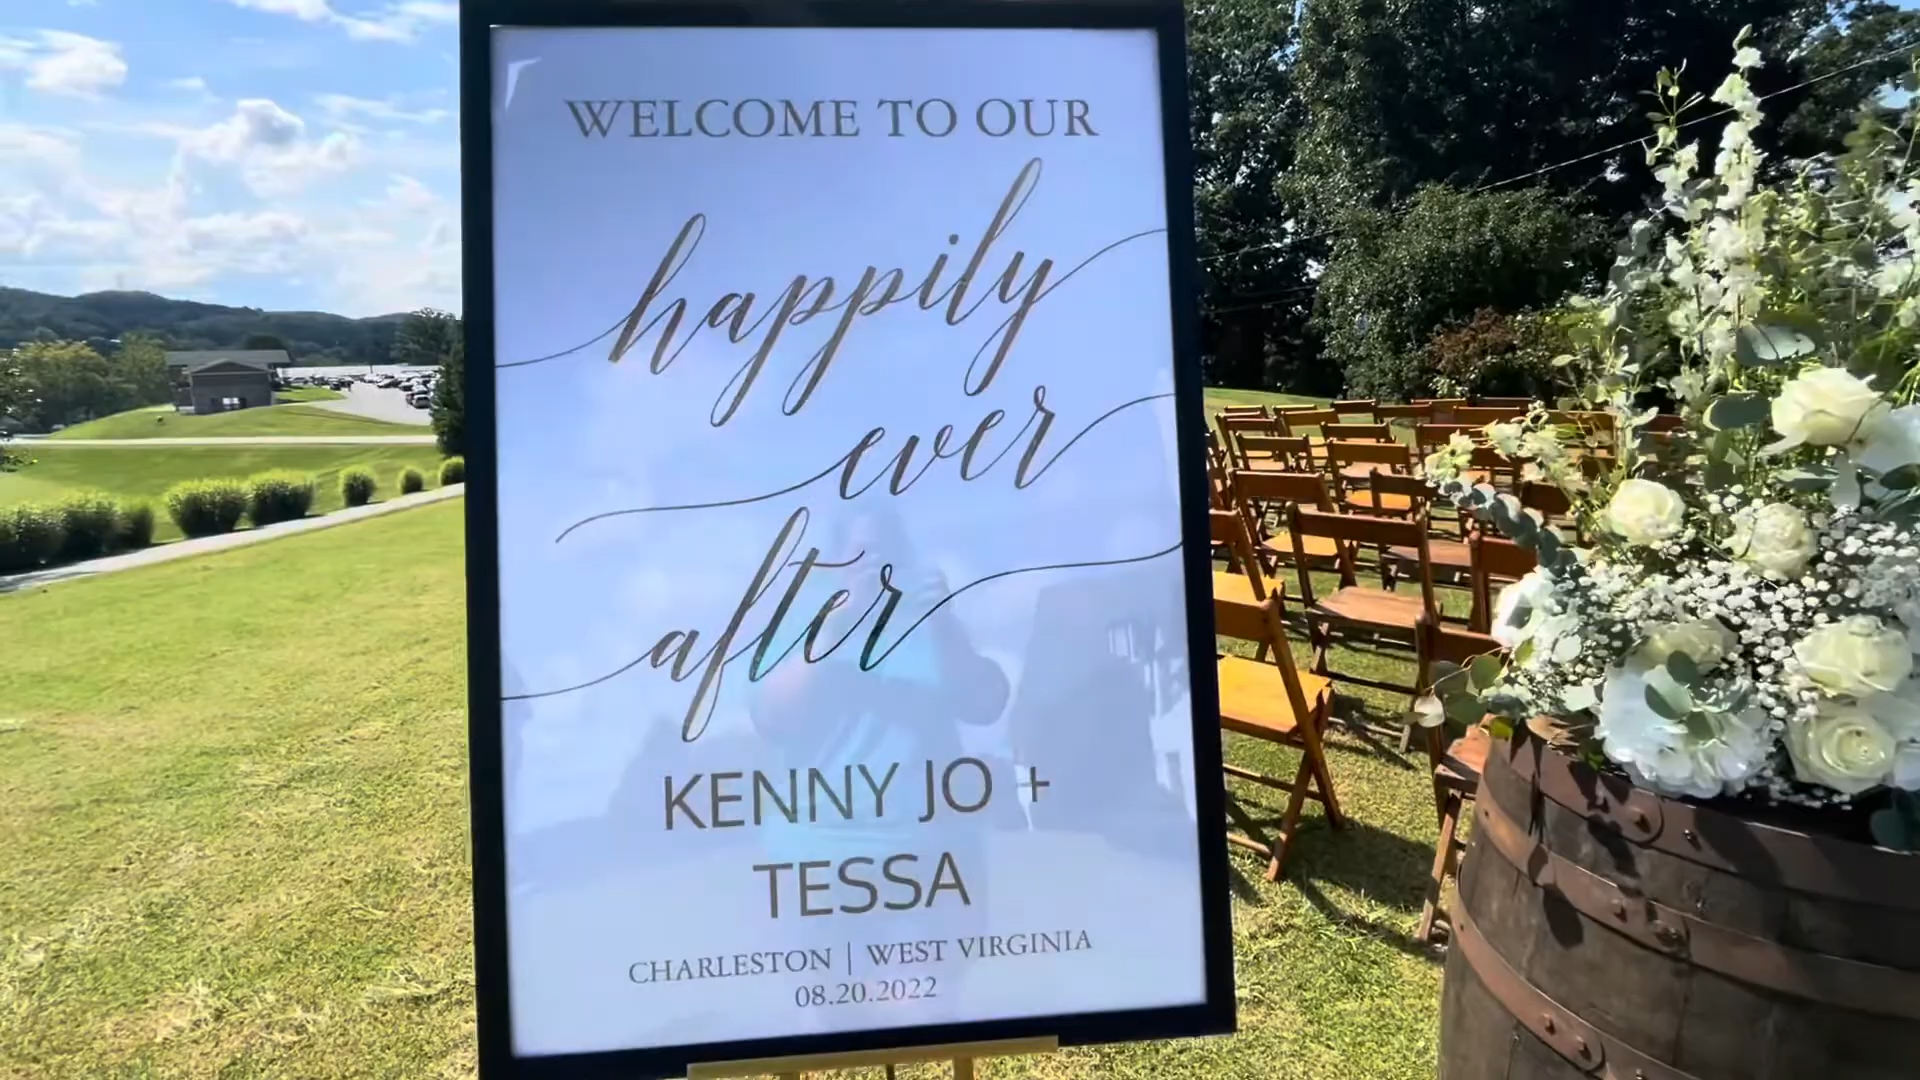 WELCOME TO OUR
happily
ever
after
KENNY JO +
TESSA
CHARLESTON | WEST VIRGINIA
08.20.2022